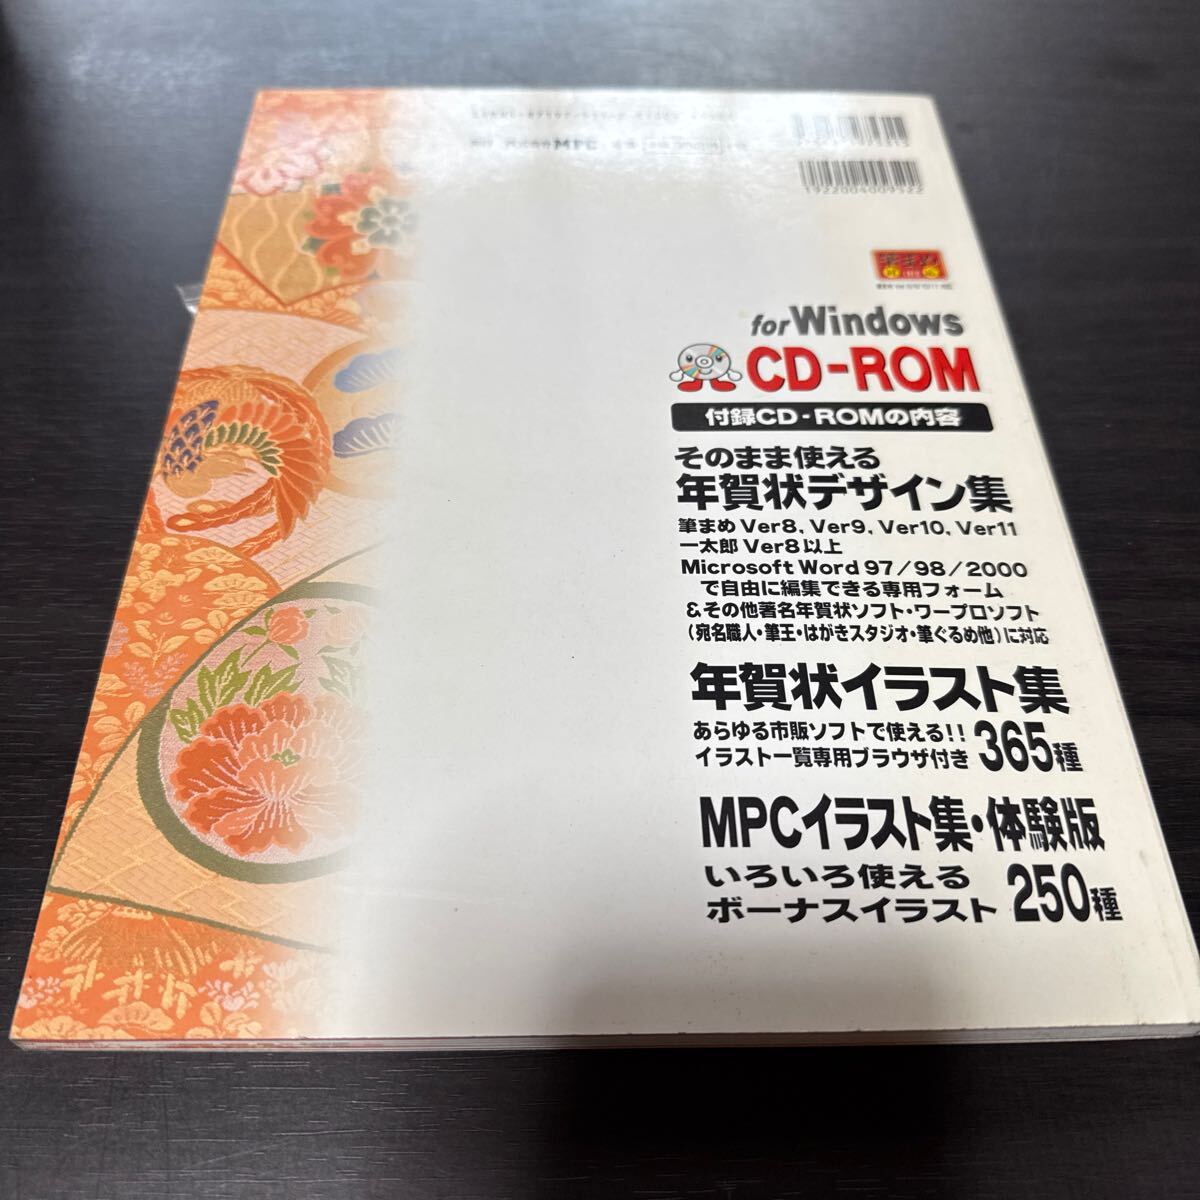 MPC
1922004009522
筆まめ
for Windows
CD-ROM
付録CD-ROMの内容
そのまま使える
年賀状デザイン集
筆まめ Ver8, Ver9, Ver10, Ver11
一太郎 Ver8以上
Microsoft Word 97/98/2000
で自由に編集できる専用フォーム
&その他著名年賀状ソフト・ワープロソフト
(宛名職人・筆王・はがきスタジオ・筆ぐるめ他)に対応
年賀状イラスト集
あらゆる市販ソフトで使える!!
イラスト一覧専用ブラウザ付き 365種
MPCイラスト集・体験版
いろいろ使える
ボーナスイラスト 250種